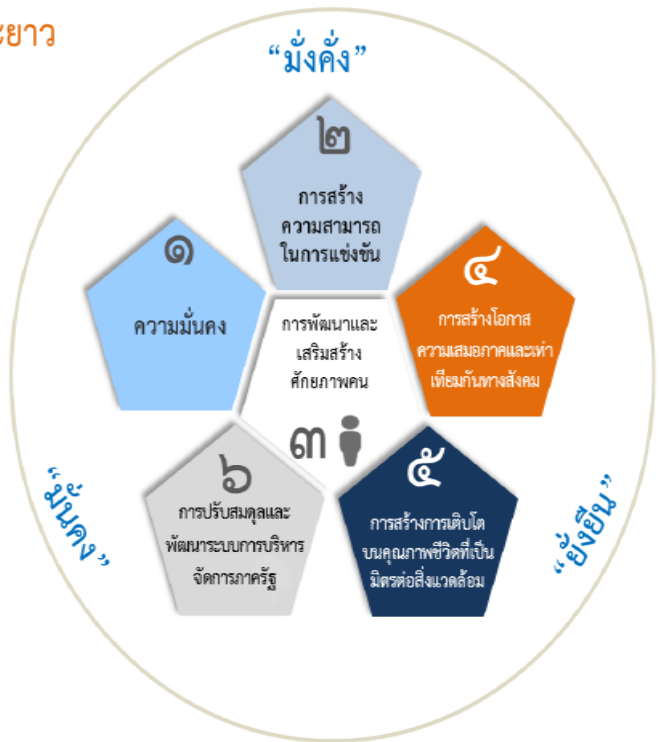 ะยาว
“มั่งคั่ง”
๒
การสร้าง
ความสามารถ
ในการแข่งขัน
๑
ความมั่นคง
๔
การสร้างโอกาส
ความเสมอภาคและเท่า
เทียมกันทางสังคม
การพัฒนาและ
เสริมสร้าง
ศักยภาพคน
๓
๖
การปรับสมดุลและ
พัฒนาระบบการบริหาร
จัดการภาครัฐ
๕
การสร้างการเติบโต
บนคุณภาพชีวิตที่เป็น
มิตรต่อสิ่งแวดล้อม
“มั่นคง”
“ยั่งยืน”